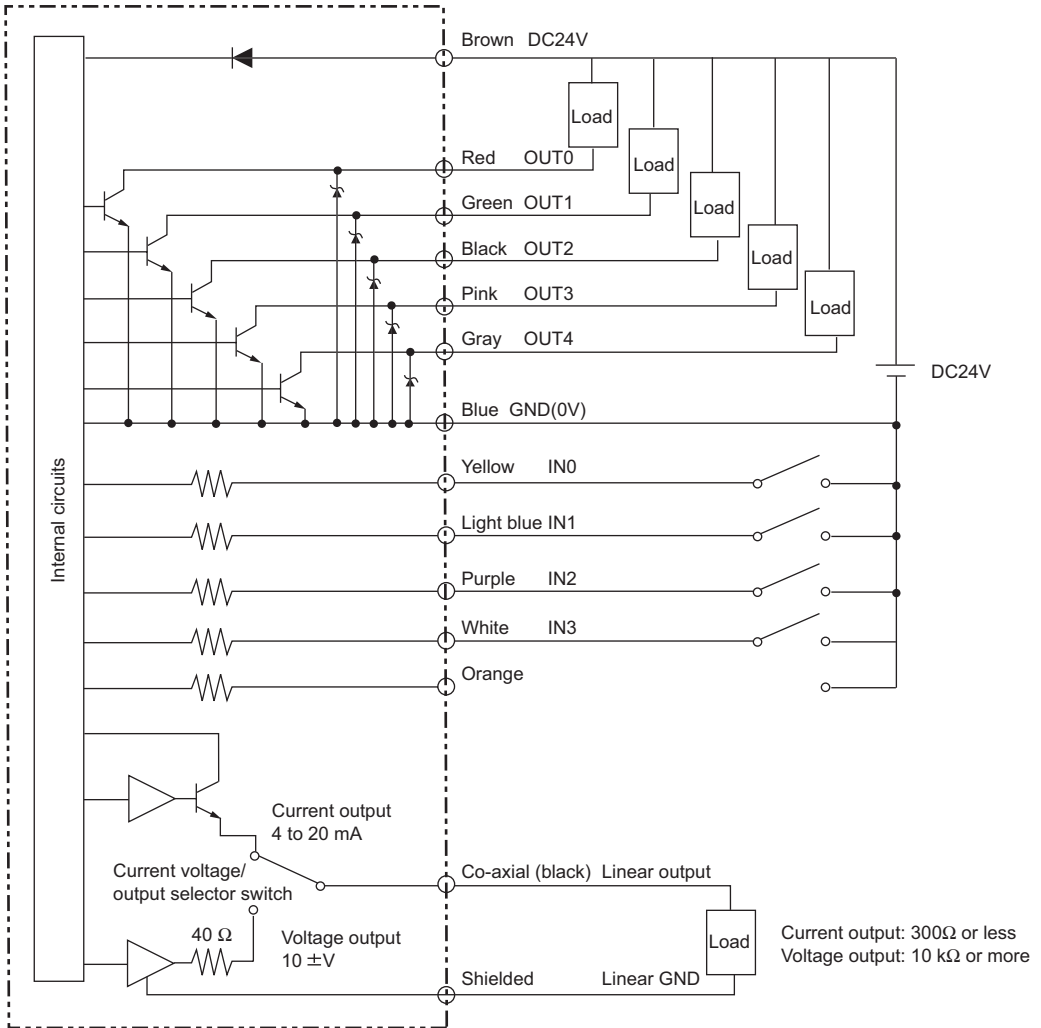 Brown DC24V
Load
Red OUT0
Load
Green OUT1
Load
Black OUT2
Load
Pink OUT3
Load
Gray OUT4
DC24V
Blue GND(0V)
Internal circuits
Yellow IN0
Light blue IN1
Purple IN2
White IN3
Orange
Current output
4 to 20 mA
Current voltage/
output selector switch
Co-axial (black) Linear output
40 Ω
Voltage output
10 ±V
Load
Current output: 300Ω or less
Voltage output: 10 kΩ or more
Shielded Linear GND